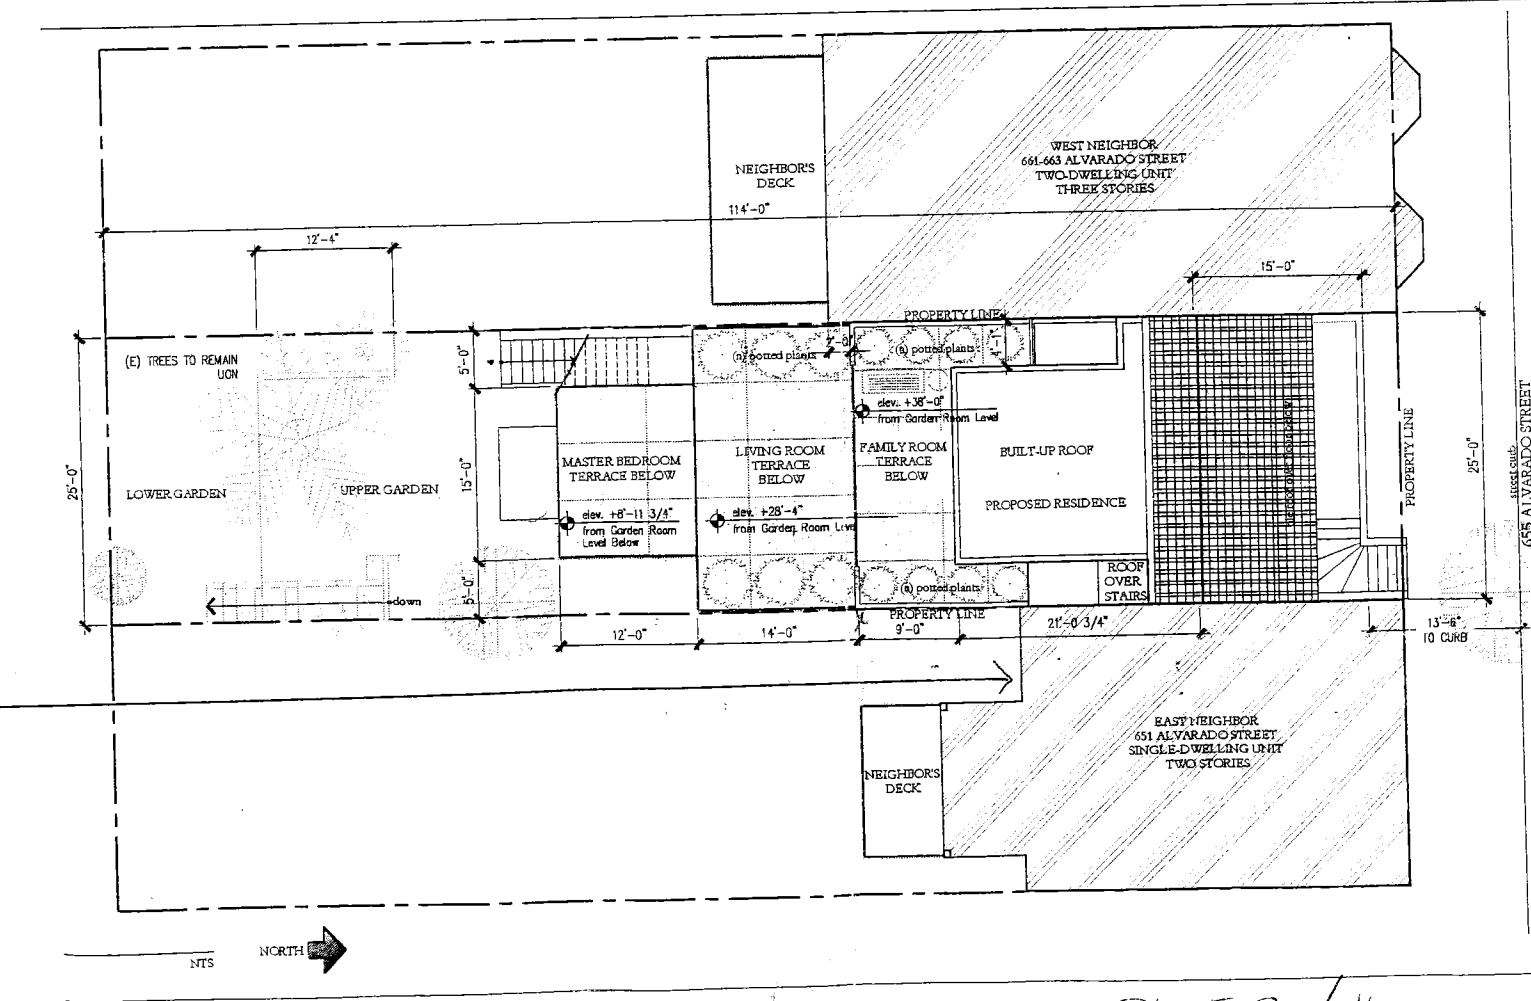 WEST NEIGHBOR
661-663 ALVARADO STREET
TWO-DWELLING UNIT
THREE STORIES
NEIGHBOR'S
DECK
114'-0"
12'-4"
15'-0"
PROPERTY LINE
(E) TREES TO REMAIN
UON
5'-0"
(n) potted plants
(n) potted plants
elev. +38'-0"
from Garden Room Level
25'-0"
LOWER GARDEN
UPPER GARDEN
15'-0"
MASTER BEDROOM
TERRACE BELOW
LIVING ROOM
TERRACE
BELOW
FAMILY ROOM
TERRACE
BELOW
BUILT-UP ROOF
PROPOSED RESIDENCE
25'-0"
PROPERTY LINE
street curb
655 ALVARADO STREET
elev. +8'-11 3/4"
from Garden Room
Level Below
elev. +28'-4"
from Garden Room Level
5'-0"
down
(n) potted plants
ROOF
OVER
STAIRS
PROPERTY LINE
12'-0"
14'-0"
9'-0"
21'-0 3/4"
13'-6"
TO CURB
EAST NEIGHBOR
651 ALVARADO STREET
SINGLE-DWELLING UNIT
TWO STORIES
NEIGHBOR'S
DECK
NORTH
NTS